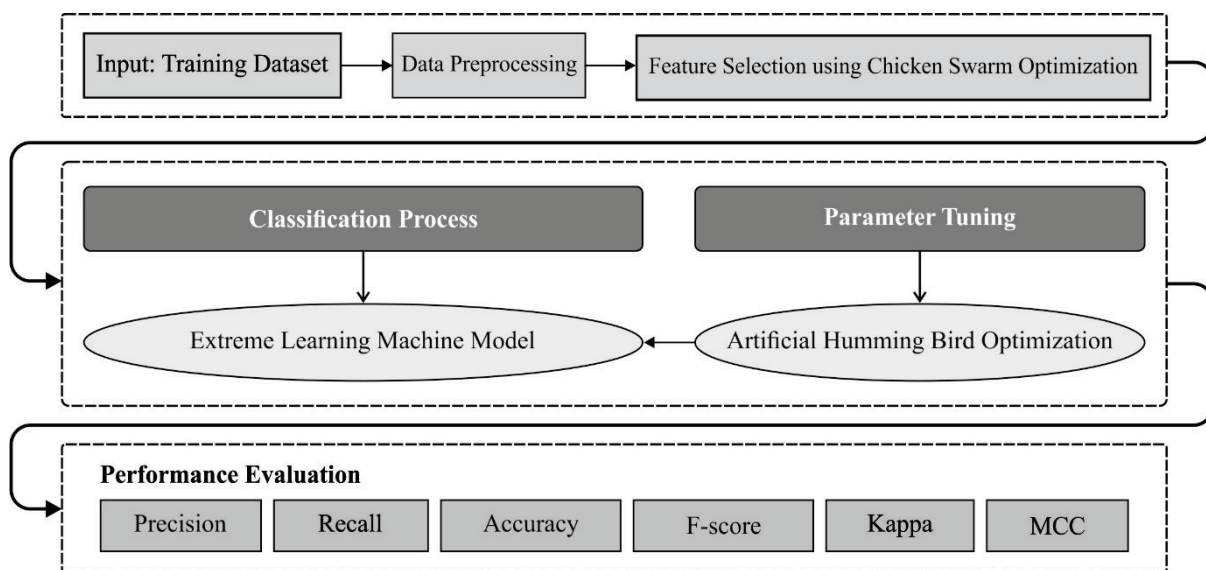 Input: Training Dataset
Data Preprocessing
Feature Selection using Chicken Swarm Optimization
Classification Process
Parameter Tuning
Extreme Learning Machine Model
Artificial Humming Bird Optimization
Performance Evaluation
Precision
Recall
Accuracy
F-score
Kappa
MCC